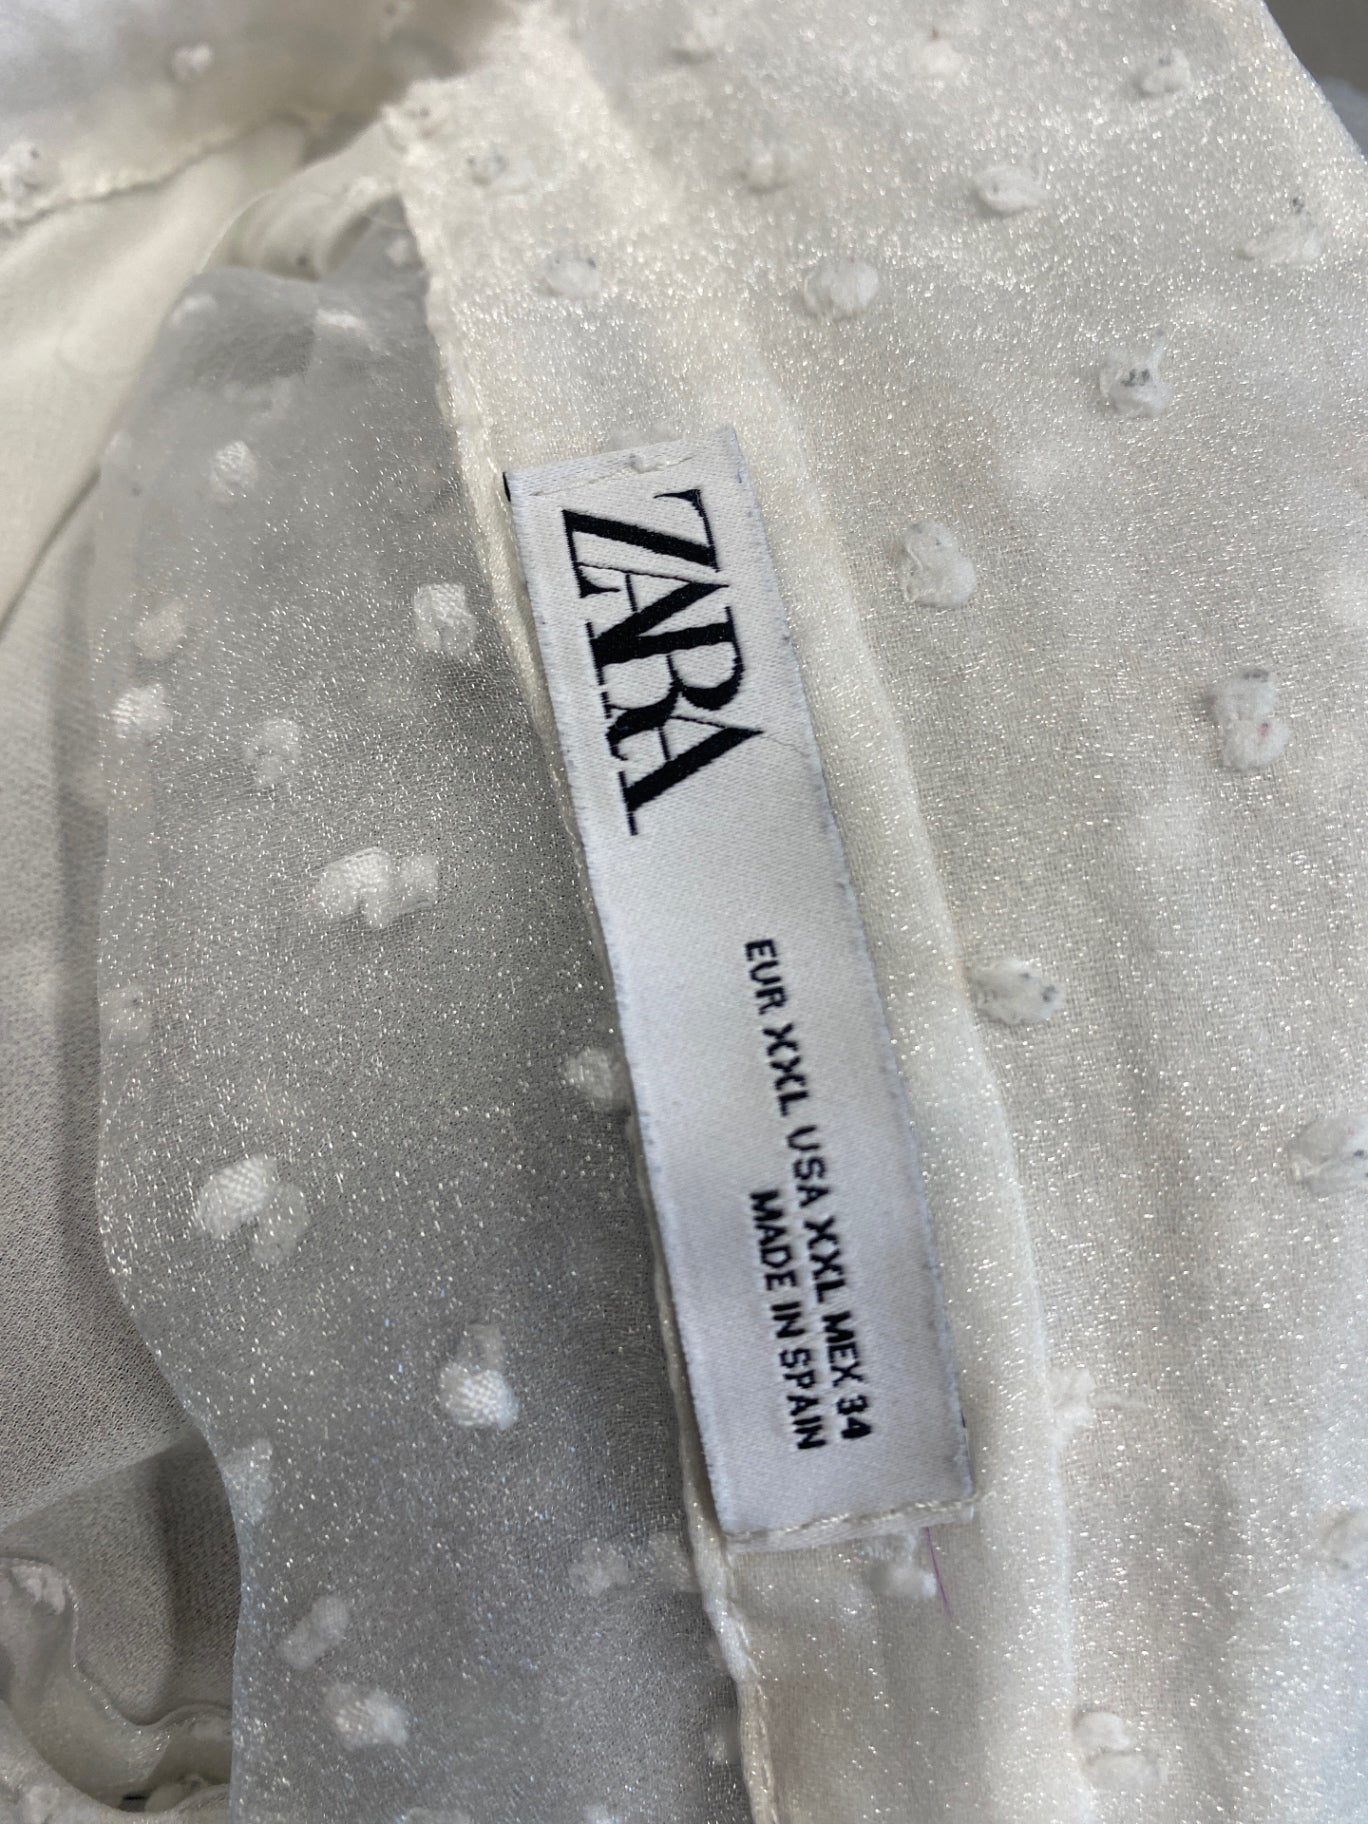 ZARA
EUR XXL USA XXL MEX 34
MADE IN SPAIN